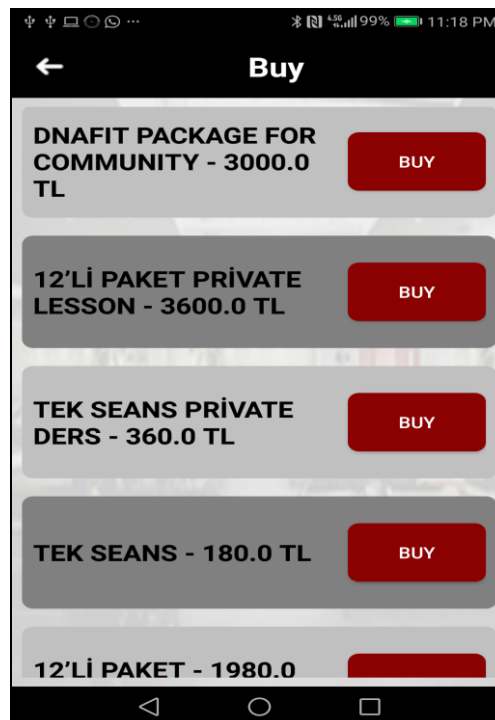 99% 11:18 PM
Buy
DNAFIT PACKAGE FOR
COMMUNITY - 3000.0
TL
BUY
12'Lİ PAKET PRİVATE
LESSON - 3600.0 TL
BUY
TEK SEANS PRİVATE
DERS - 360.0 TL
BUY
TEK SEANS - 180.0 TL
BUY
12'Lİ PAKET - 1980.0